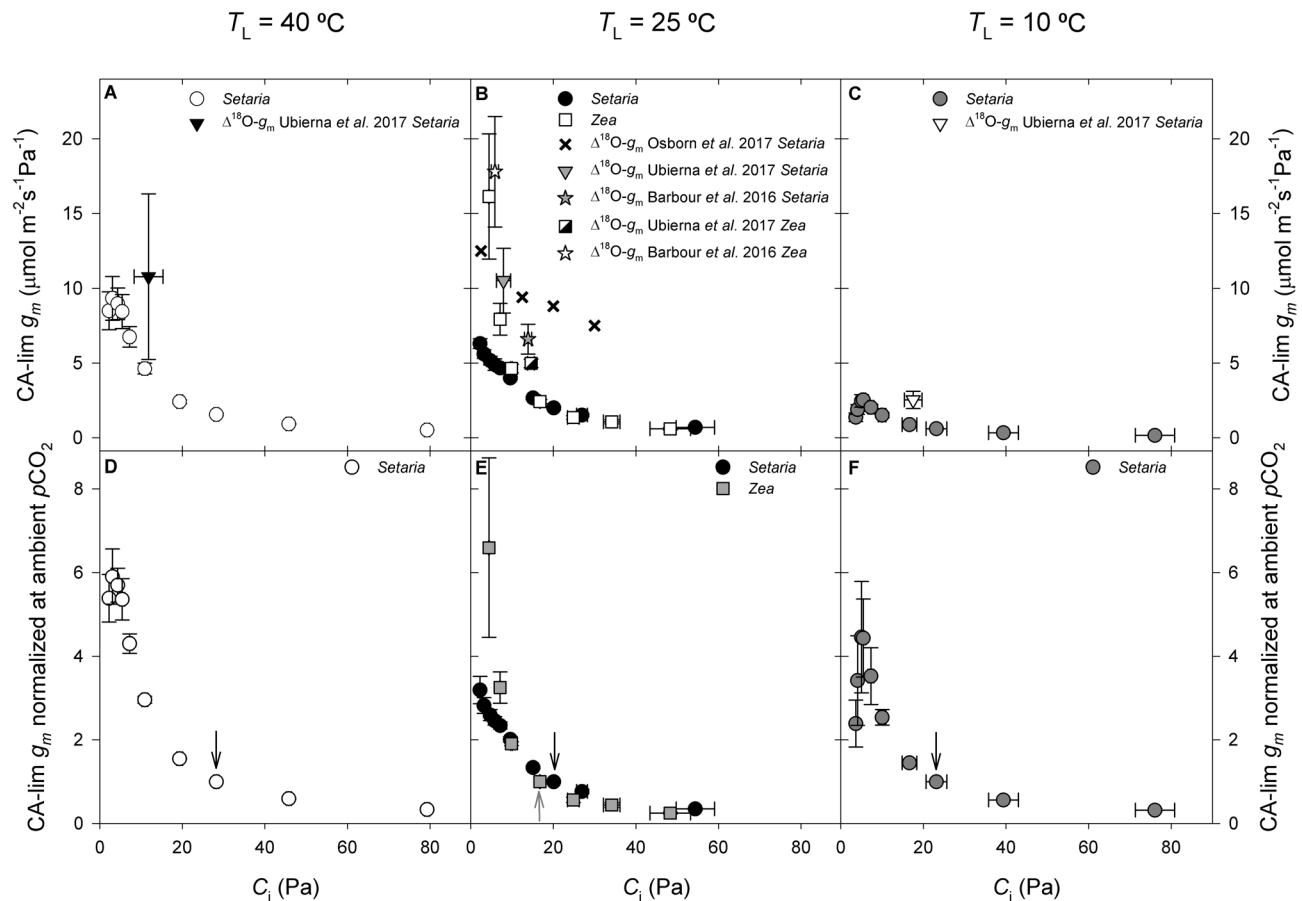 T_L = 40 ºC
T_L = 25 ºC
T_L = 10 ºC
A
Setaria
Δ¹⁸O-g_m Ubierna et al. 2017 Setaria
B
Setaria
Zea
Δ¹⁸O-g_m Osborn et al. 2017 Setaria
Δ¹⁸O-g_m Ubierna et al. 2017 Setaria
Δ¹⁸O-g_m Barbour et al. 2016 Setaria
Δ¹⁸O-g_m Ubierna et al. 2017 Zea
Δ¹⁸O-g_m Barbour et al. 2016 Zea
C
Setaria
Δ¹⁸O-g_m Ubierna et al. 2017 Setaria
CA-lim g_m (μmol m⁻²s⁻¹Pa⁻¹)
20
15
10
5
0
20
15
10
5
0
CA-lim g_m (μmol m⁻²s⁻¹Pa⁻¹)
D
Setaria
E
Setaria
Zea
F
Setaria
CA-lim g_m normalized at ambient pCO₂
8
6
4
2
0
8
6
4
2
0
CA-lim g_m normalized at ambient pCO₂
0 20 40 60 80
0 20 40 60
0 20 40 60 80
C_i (Pa)
C_i (Pa)
C_i (Pa)